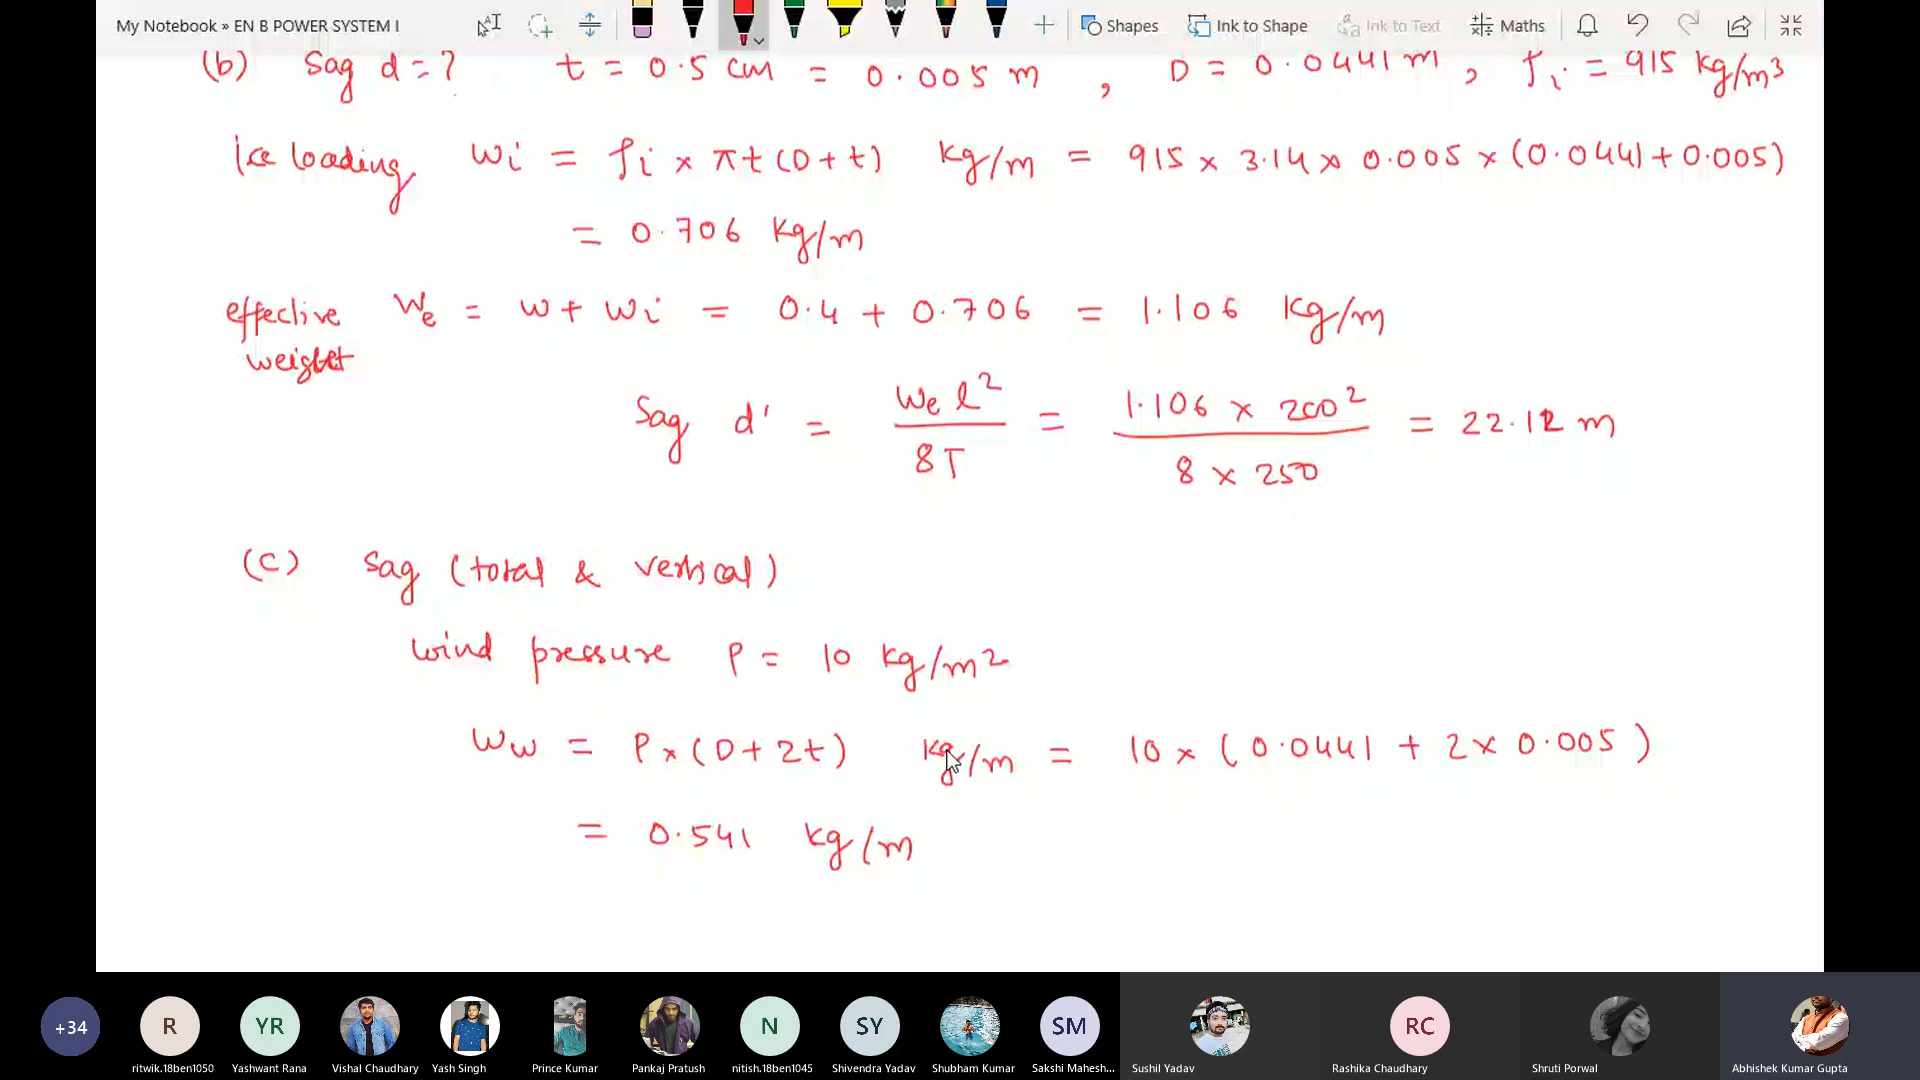 My Notebook » EN B POWER SYSTEM I
Shapes Ink to Shape Ink to Text Maths
(b) Sag d = ? t = 0.5 cm = 0.005 m , D = 0.0441 m , ρi = 915 kg/m3
Ice loading wi = ρi × πt(D+t) kg/m = 915 × 3.14 × 0.005 × (0.0441 + 0.005)
= 0.706 kg/m
effective We = w + wi = 0.4 + 0.706 = 1.106 kg/m
weight
Sag d' = We l² / 8T = 1.106 × 200² / 8 × 250 = 22.12 m
(C) Sag (total & vertical)
wind pressure P = 10 kg/m2
Ww = P × (D + 2t) kg/m = 10 × (0.0441 + 2 × 0.005)
= 0.541 kg/m
+34 R YR N SY SM RC
ritwik.18ben1050 Yashwant Rana Vishal Chaudhary Yash Singh Prince Kumar Pankaj Pratush nitish.18ben1045 Shivendra Yadav Shubham Kumar Sakshi Mahesh... Sushil Yadav Rashika Chaudhary Shruti Porwal Abhishek Kumar Gupta